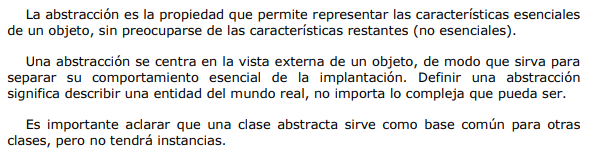 La abstracción es la propiedad que permite representar las características esenciales
de un objeto, sin preocuparse de las características restantes (no esenciales).
Una abstracción se centra en la vista externa de un objeto, de modo que sirva para
separar su comportamiento esencial de la implantación. Definir una abstracción
significa describir una entidad del mundo real, no importa lo compleja que pueda ser.
Es importante aclarar que una clase abstracta sirve como base común para otras
clases, pero no tendrá instancias.